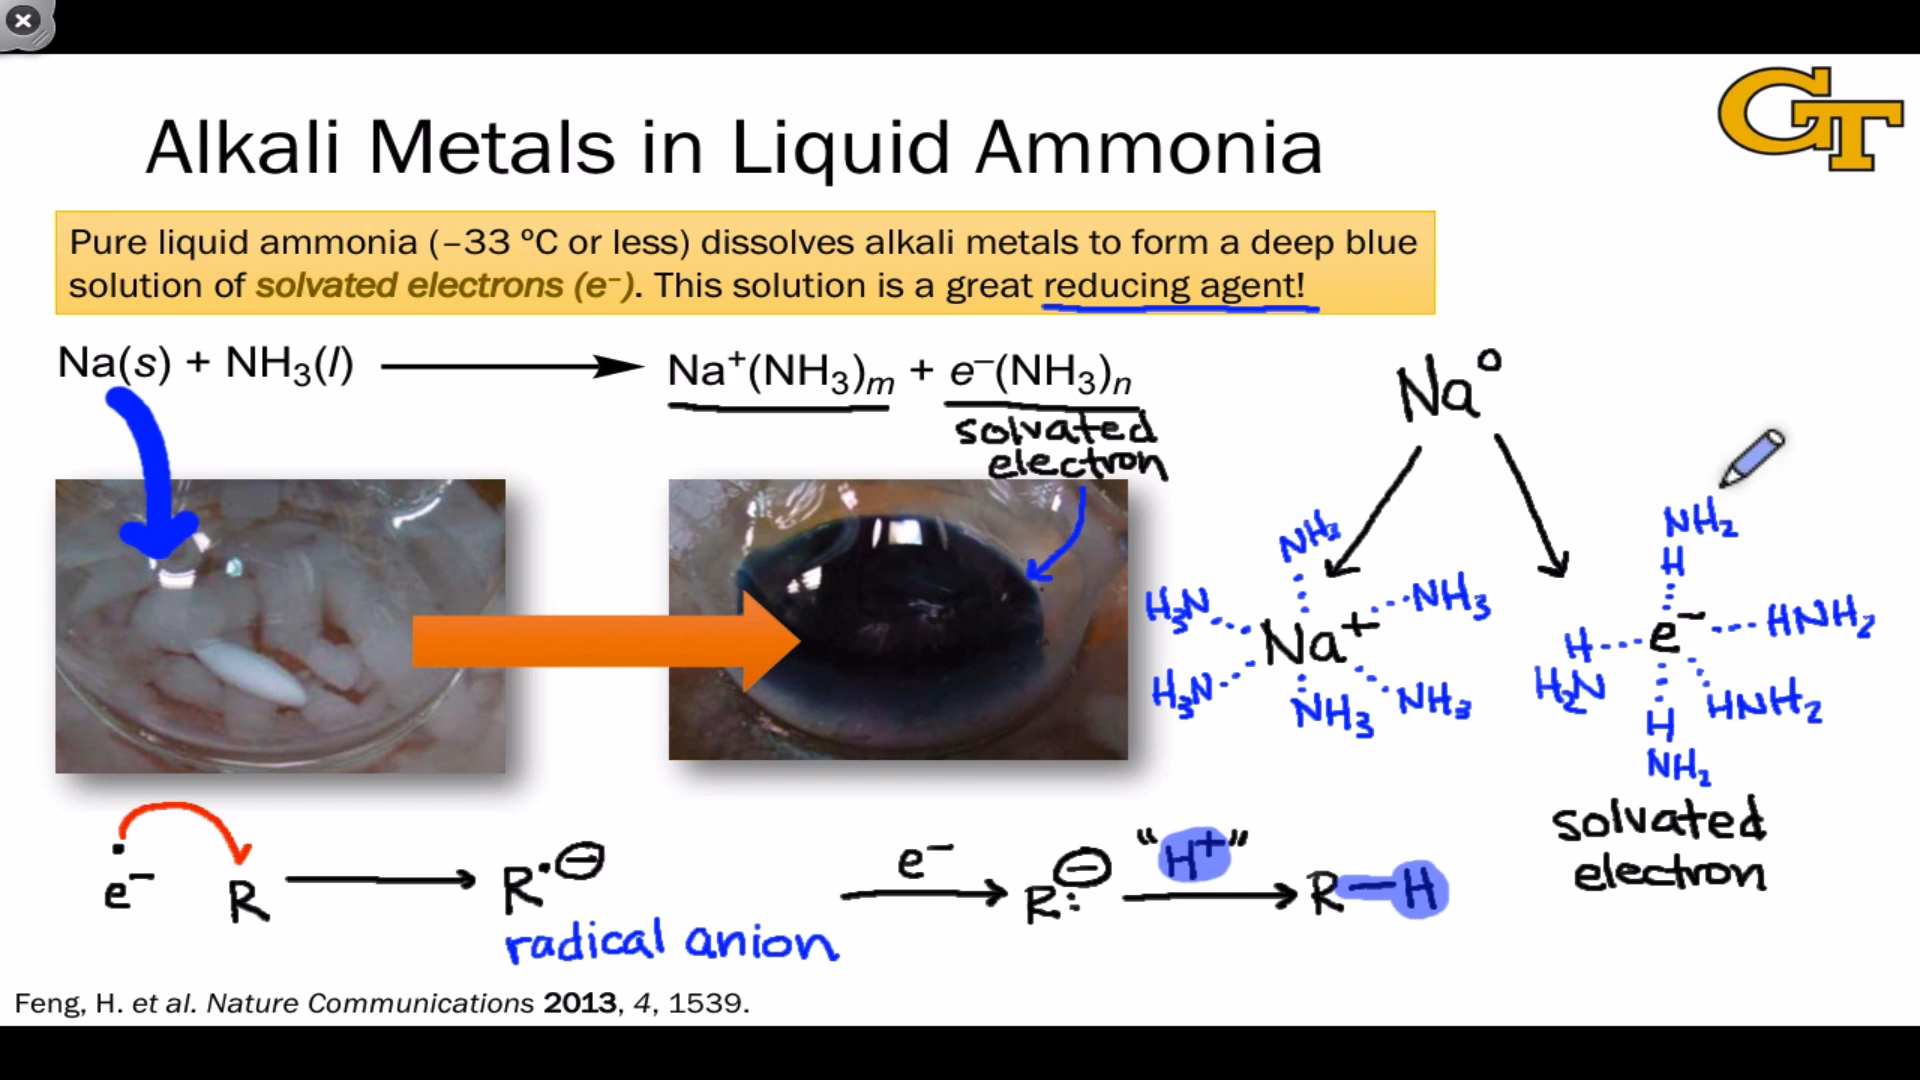 GT
Alkali Metals in Liquid Ammonia
Pure liquid ammonia (–33 ºC or less) dissolves alkali metals to form a deep blue
solution of solvated electrons (e⁻). This solution is a great reducing agent!
Na(s) + NH₃(l) ⟶ Na⁺(NH₃)ₘ + e⁻(NH₃)ₙ
solvated
electron
Na⁰
NH₃
H₃N
NH₃
Na⁺
H₃N
NH₃
NH₃
NH₂
H
e⁻
HNH₂
H
H₂N
HNH₂
H
NH₂
solvated
electron
e⁻ R ⟶ R·⊖ e⁻ ⟶ R:⊖ "H⁺" ⟶ R–H
radical anion
Feng, H. et al. Nature Communications 2013, 4, 1539.